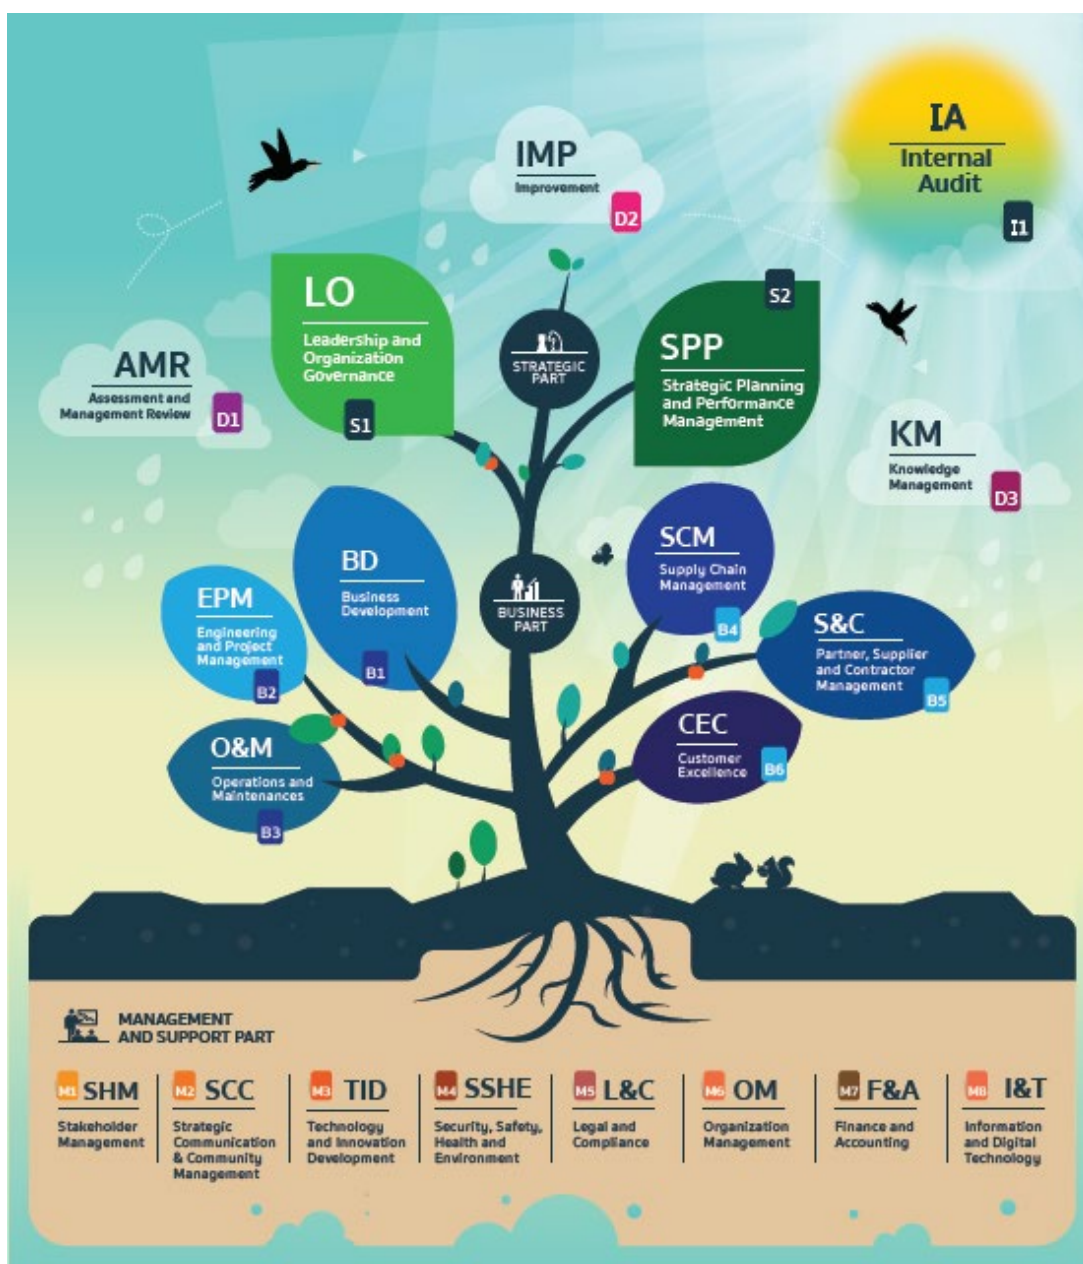 IA
Internal
Audit
I1
IMP
Improvement
D2
LO
Leadership and
Organization
Governance
S1
STRATEGIC
PART
S2
SPP
Strategic Planning
and Performance
Management
AMR
Assessment and
Management Review
D1
KM
Knowledge
Management
D3
BD
Business
Development
B1
BUSINESS
PART
SCM
Supply Chain
Management
B4
EPM
Engineering
and Project
Management
B2
S&C
Partner, Supplier
and Contractor
Management
B5
O&M
Operations and
Maintenances
B3
CEC
Customer
Excellence
B6
MANAGEMENT
AND SUPPORT PART
M1 SHM
Stakeholder
Management
M2 SCC
Strategic
Communication
& Community
Management
M3 TID
Technology
and Innovation
Development
M4 SSHE
Security, Safety,
Health and
Environment
M5 L&C
Legal and
Compliance
M6 OM
Organization
Management
M7 F&A
Finance and
Accounting
M8 I&T
Information
and Digital
Technology